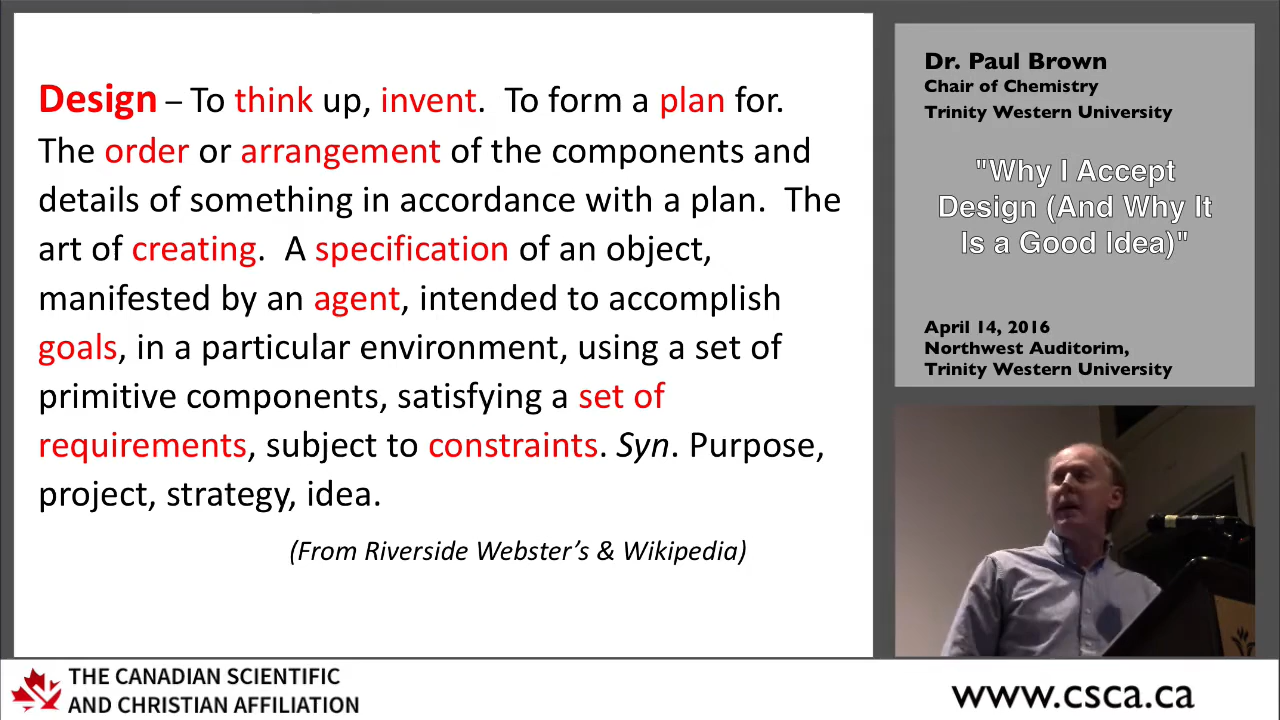 Design – To think up, invent.  To form a plan for.
The order or arrangement of the components and
details of something in accordance with a plan.  The
art of creating.  A specification of an object,
manifested by an agent, intended to accomplish
goals, in a particular environment, using a set of
primitive components, satisfying a set of
requirements, subject to constraints. Syn. Purpose,
project, strategy, idea.
(From Riverside Webster’s & Wikipedia)
Dr. Paul Brown
Chair of Chemistry
Trinity Western University
"Why I Accept
Design (And Why It
Is a Good Idea)"
April 14, 2016
Northwest Auditorim,
Trinity Western University
THE CANADIAN SCIENTIFIC
AND CHRISTIAN AFFILIATION
www.csca.ca